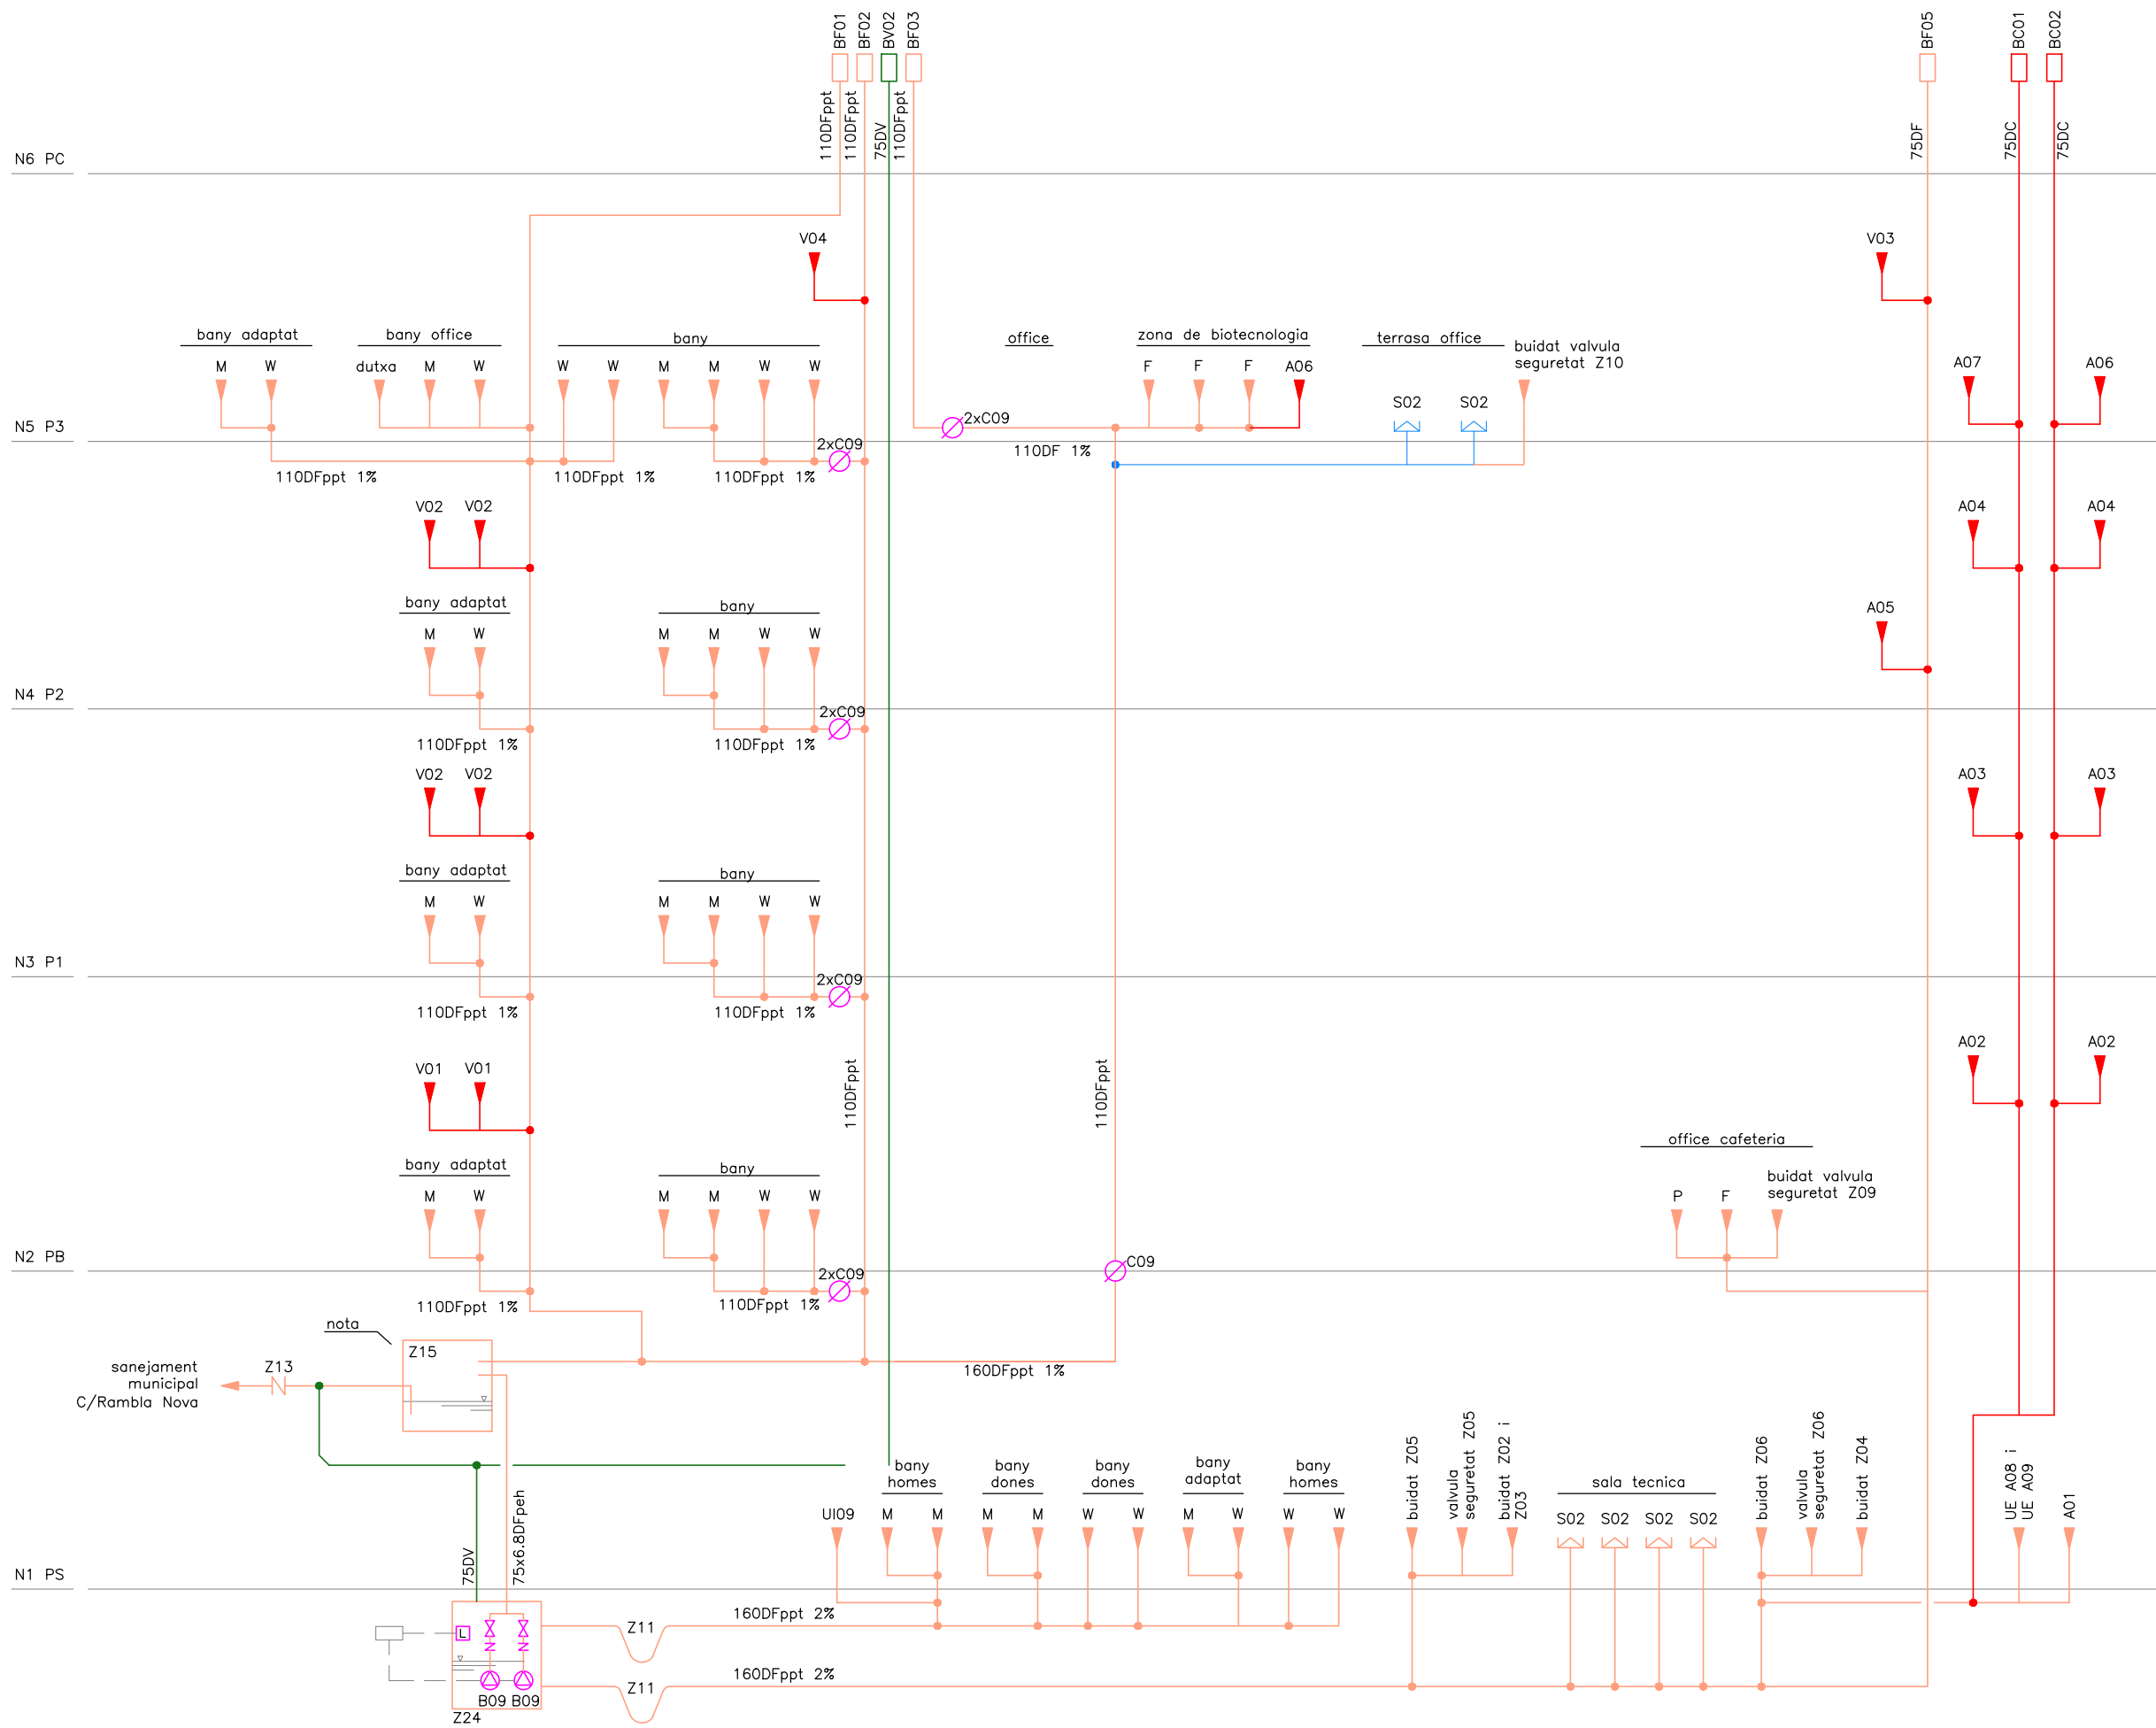 BF01
BF02
BV02
BF03
BF05
BC01
BC02
110DFppt
110DFppt
75DV
110DFppt
75DF
75DC
75DC
N6 PC
V04
V03
bany adaptat
bany office
bany
office
zona de biotecnologia
terrasa office
buidat valvula
seguretat Z10
M
W
dutxa
M
W
W
W
M
M
W
W
F
F
F
A06
A07
A06
S02
S02
N5 P3
2xC09
2xC09
110DF 1%
110DFppt 1%
110DFppt 1%
110DFppt 1%
V02
V02
A04
A04
bany adaptat
bany
A05
M
W
M
M
W
W
N4 P2
2xC09
110DFppt 1%
110DFppt 1%
V02
V02
A03
A03
bany adaptat
bany
M
W
M
M
W
W
N3 P1
2xC09
110DFppt 1%
110DFppt 1%
V01
V01
110DFppt
110DFppt
A02
A02
office cafeteria
bany adaptat
bany
buidat valvula
seguretat Z09
M
W
M
M
W
W
P
F
N2 PB
2xC09
C09
110DFppt 1%
110DFppt 1%
nota
Z15
sanejament
municipal
C/Rambla Nova
Z13
160DFppt 1%
75DV
75x6.8DFpeh
bany
homes
bany
dones
bany
dones
bany
adaptat
bany
homes
buidat Z05
valvula
seguretat Z05
buidat Z02 i
Z03
sala tecnica
buidat Z06
valvula
seguretat Z06
buidat Z04
UE A08 i
UE A09
A01
UI09
M
M
M
M
W
W
M
W
W
W
S02
S02
S02
S02
N1 PS
160DFppt 2%
Z11
L
160DFppt 2%
Z11
B09
B09
Z24